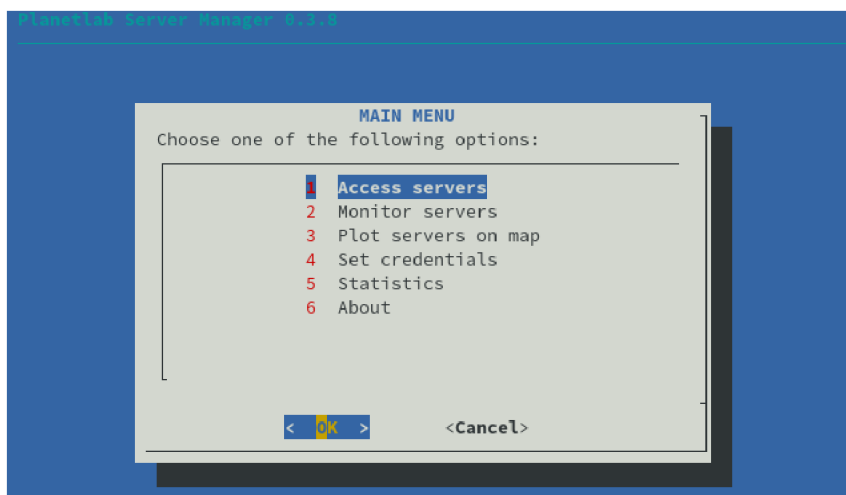 Planetlab Server Manager 0.3.8
MAIN MENU
Choose one of the following options:
1 Access servers
2 Monitor servers
3 Plot servers on map
4 Set credentials
5 Statistics
6 About
< OK > <Cancel>